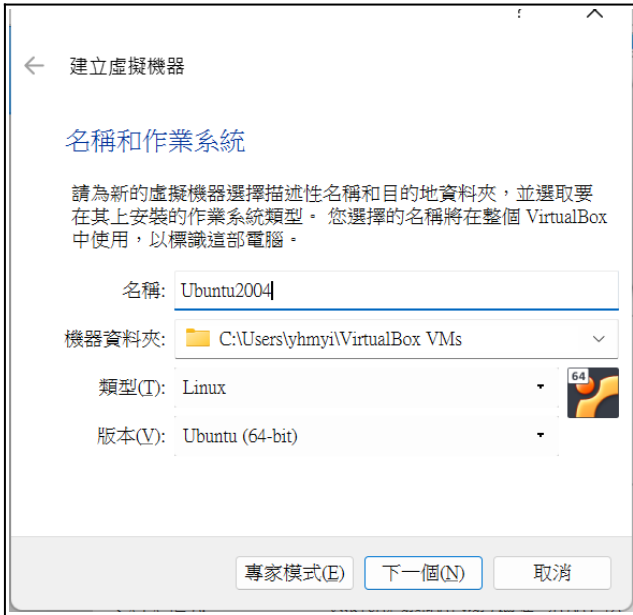 建立虛擬機器
名稱和作業系統
請為新的虛擬機器選擇描述性名稱和目的地資料夾，並選取要
在其上安裝的作業系統類型。 您選擇的名稱將在整個 VirtualBox
中使用，以標識這部電腦。
名稱: Ubuntu2004
機器資料夾: C:\Users\yhmyi\VirtualBox VMs
類型(T): Linux
64
版本(V): Ubuntu (64-bit)
專家模式(E) 下一個(N) 取消